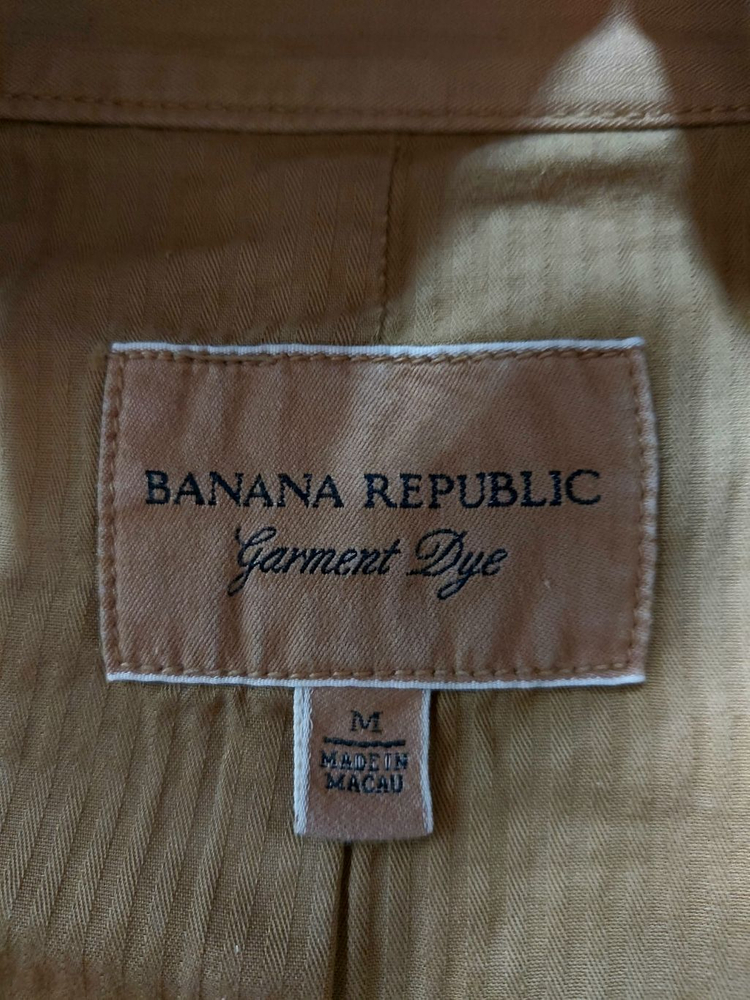 BANANA REPUBLIC
Garment Dye
M
MADE IN
MACAU